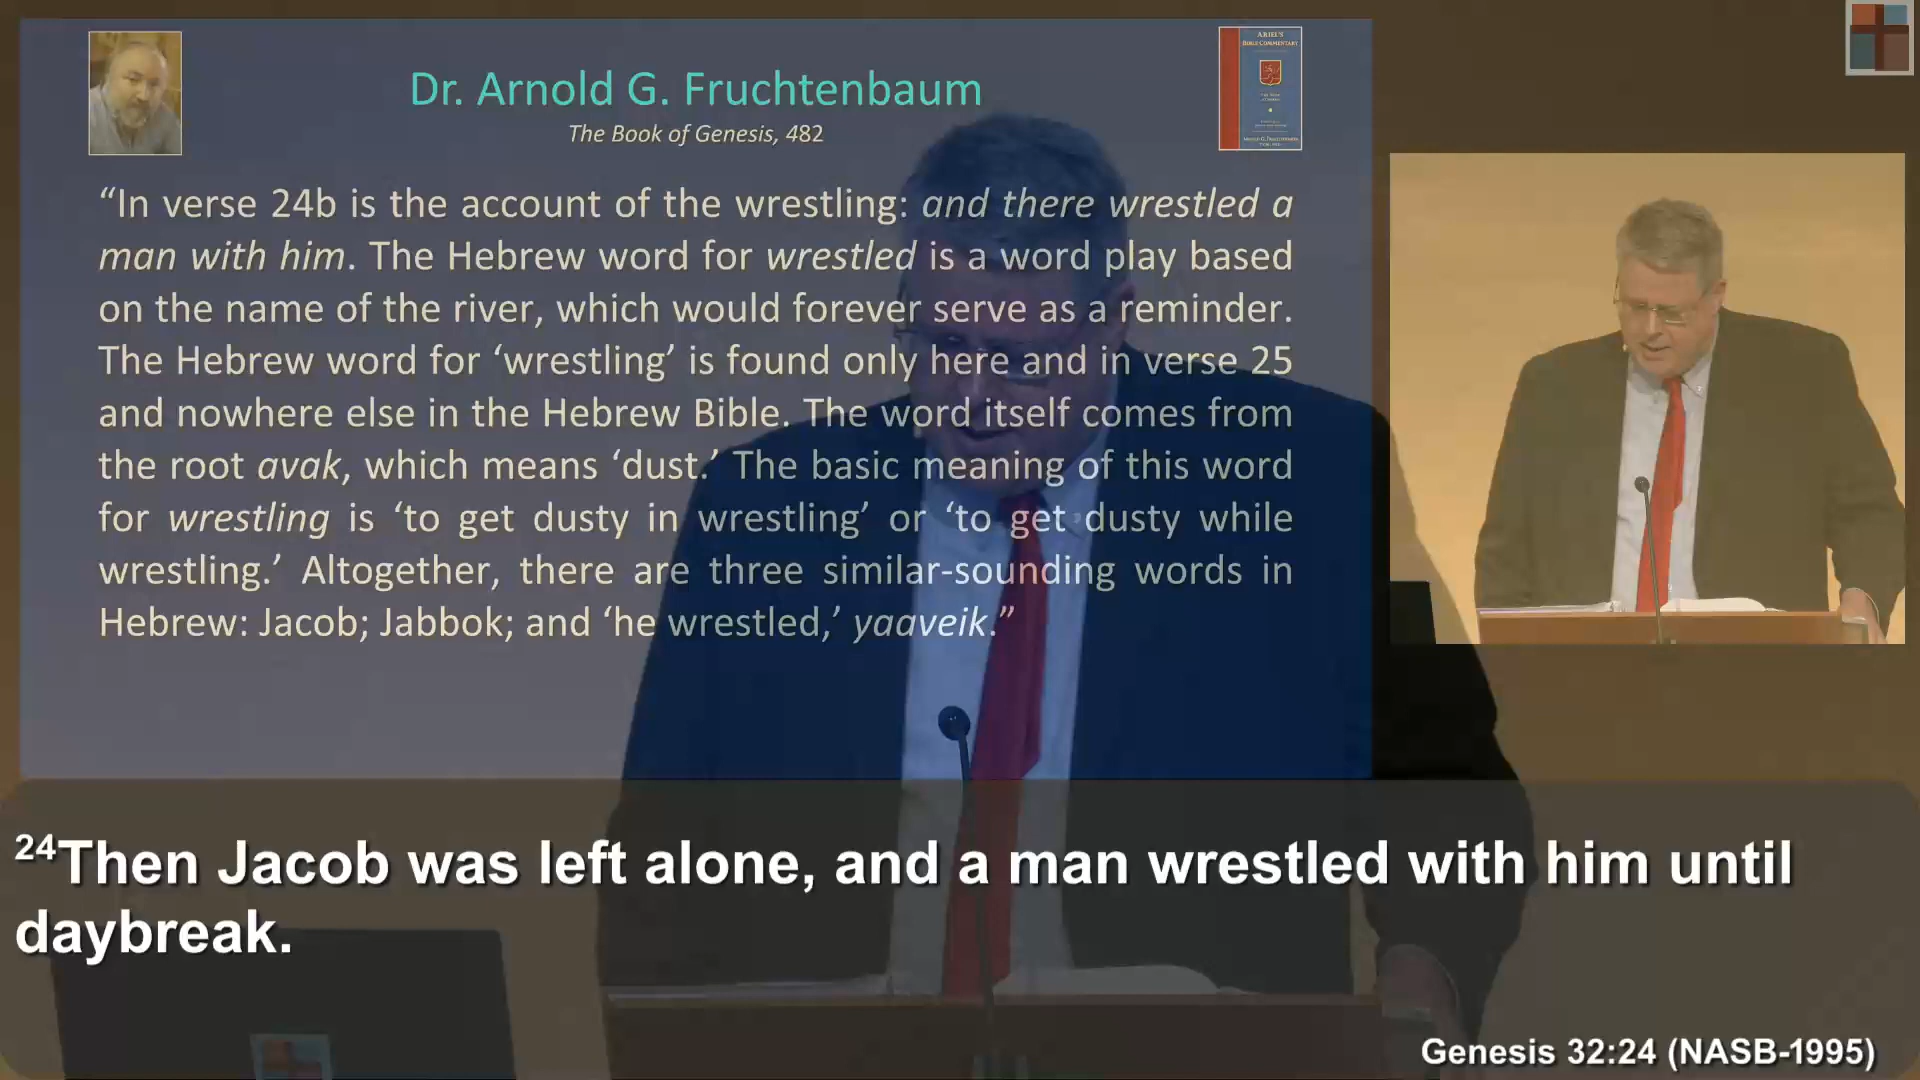 Dr. Arnold G. Fruchtenbaum
The Book of Genesis, 482
ARIEL'S
BIBLE COMMENTARY
“In verse 24b is the account of the wrestling: and there wrestled a
man with him. The Hebrew word for wrestled is a word play based
on the name of the river, which would forever serve as a reminder.
The Hebrew word for ‘wrestling’ is found only here and in verse 25
and nowhere else in the Hebrew Bible. The word itself comes from
the root avak, which means ‘dust.’ The basic meaning of this word
for wrestling is ‘to get dusty in wrestling’ or ‘to get dusty while
wrestling.’ Altogether, there are three similar-sounding words in
Hebrew: Jacob; Jabbok; and ‘he wrestled,’ yaaveik.”
24Then Jacob was left alone, and a man wrestled with him until
daybreak.
Genesis 32:24 (NASB-1995)